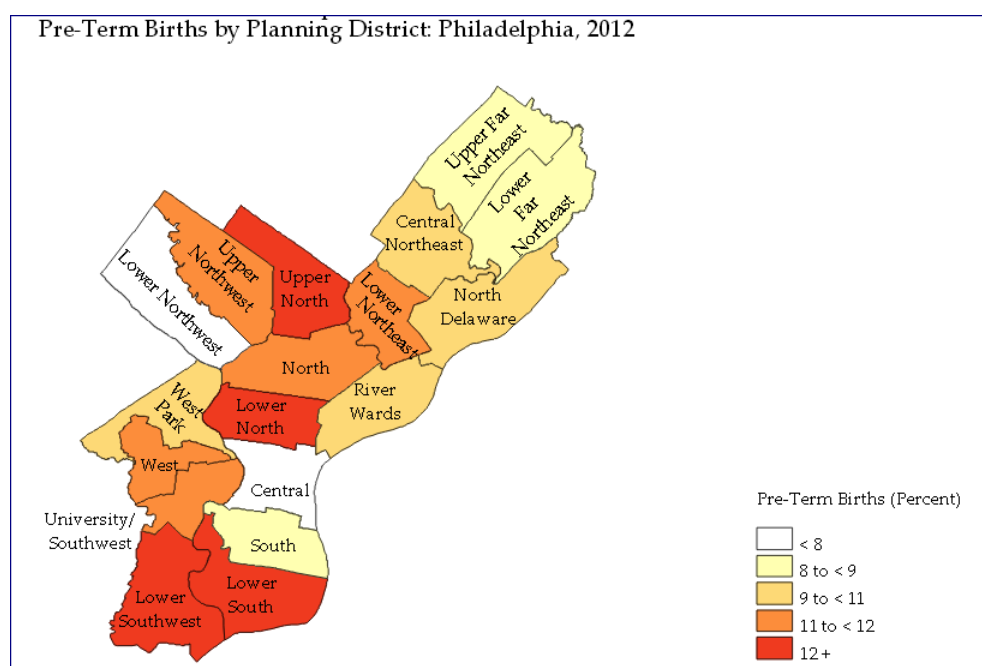 Pre-Term Births by Planning District: Philadelphia, 2012
Upper Far
Northeast
Lower
Far
Northeast
Central
Northeast
Lower Northwest
Upper
Northwest
Upper
North
Lower
Northeast
North
Delaware
North
River
Wards
West
Park
Lower
North
West
Central
University/
Southwest
South
Lower
Southwest
Lower
South
Pre-Term Births (Percent)
< 8
8 to < 9
9 to < 11
11 to < 12
12 +